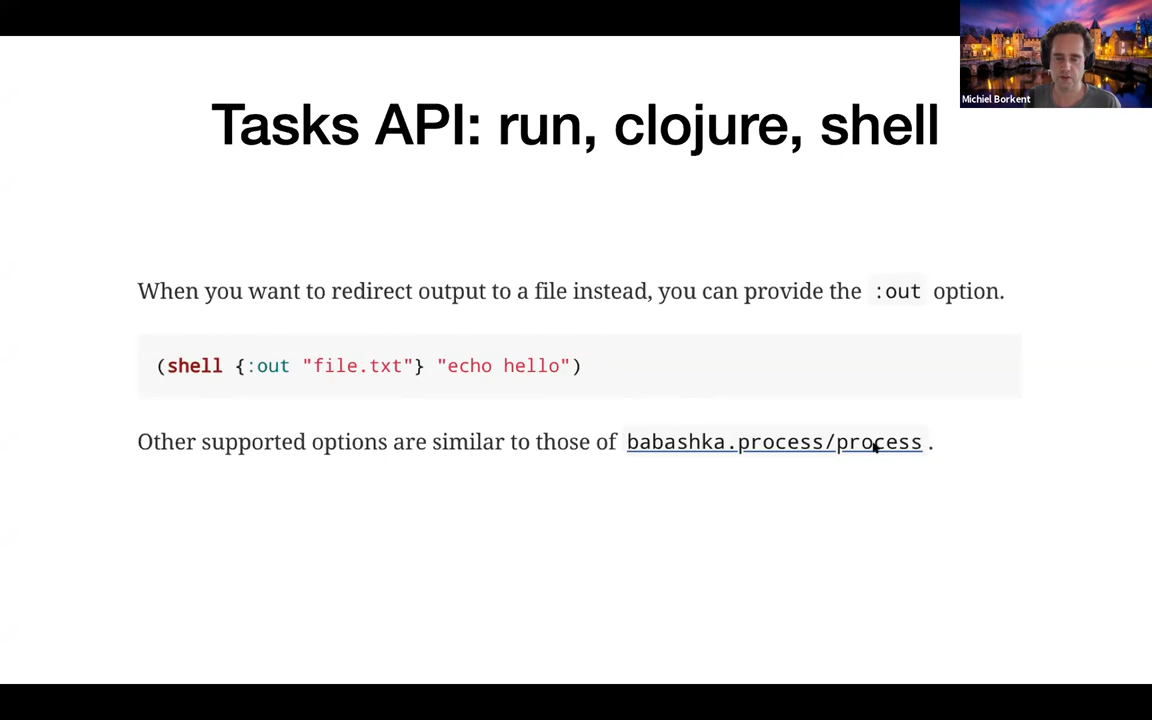 Michiel Borkent
Tasks API: run, clojure, shell
When you want to redirect output to a file instead, you can provide the :out option.
(shell {:out "file.txt"} "echo hello")
Other supported options are similar to those of babashka.process/process.